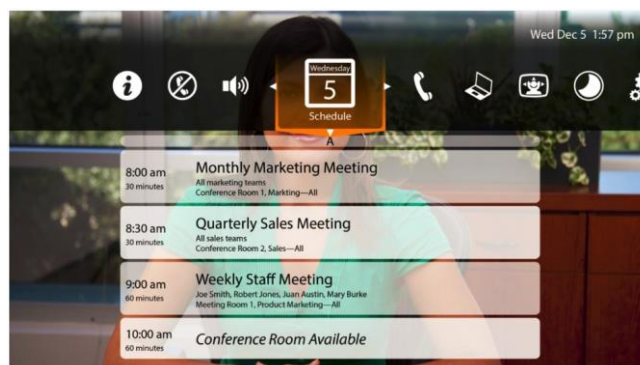 Wed Dec 5 1:57 pm
Wednesday
5
Schedule
A
8:00 am
30 minutes
Monthly Marketing Meeting
All marketing teams
Conference Room 1, Markting—All
8:30 am
30 minutes
Quarterly Sales Meeting
All sales teams
Conference Room 2, Sales—All
9:00 am
60 minutes
Weekly Staff Meeting
Joe Smith, Robert Jones, Juan Austin, Mary Burke
Meeting Room 1, Product Marketing—All
10:00 am
60 minutes
Conference Room Available